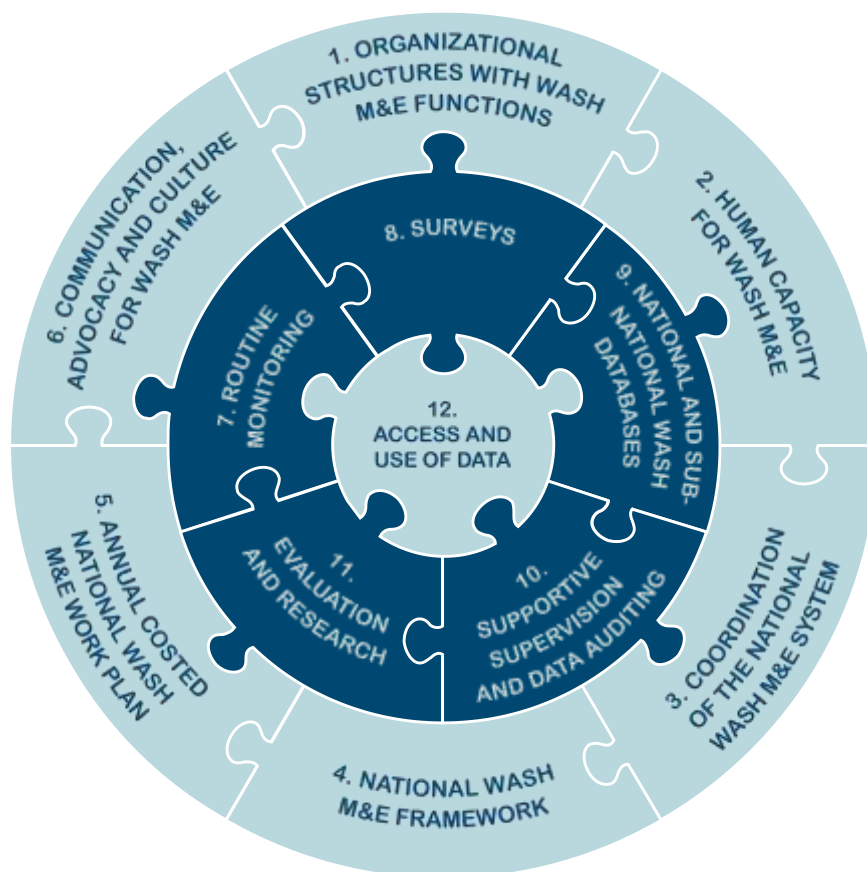 1. ORGANIZATIONAL
STRUCTURES WITH WASH
M&E FUNCTIONS
2. HUMAN CAPACITY
FOR WASH M&E
3. COORDINATION
OF THE NATIONAL
WASH M&E SYSTEM
4. NATIONAL WASH
M&E FRAMEWORK
5. ANNUAL COSTED
NATIONAL WASH
M&E WORK PLAN
6. COMMUNICATION,
ADVOCACY AND CULTURE
FOR WASH M&E
7. ROUTINE
MONITORING
8. SURVEYS
9. NATIONAL AND SUB-
NATIONAL WASH
DATABASES
10.
SUPPORTIVE
SUPERVISION
AND DATA AUDITING
11.
EVALUATION
AND RESEARCH
12.
ACCESS AND
USE OF DATA